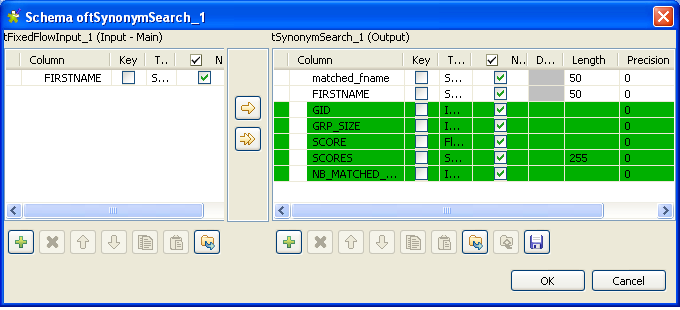 Schema oftSynonymSearch_1
tFixedFlowInput_1 (Input - Main)
tSynonymSearch_1 (Output)
Column Key T... N
FIRSTNAME S...
Column Key T... N.. D... Length Precision
matched_fname S... 50 0
FIRSTNAME S... 50 0
GID I... 0
GRP_SIZE I... 0
SCORE Fl... 0
SCORES S... 255 0
NB_MATCHED_... I... 0
OK
Cancel